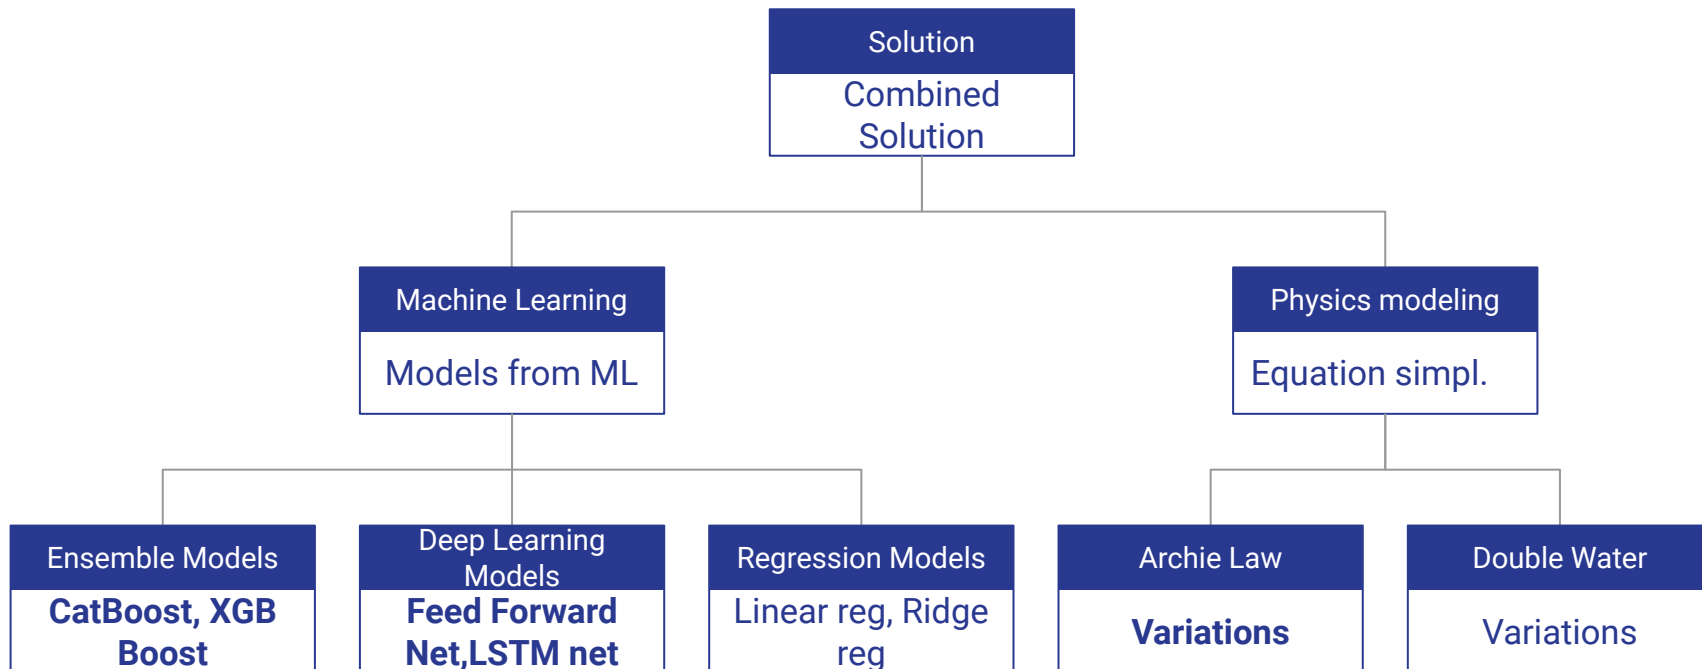 Solution
Combined
Solution
Machine Learning
Models from ML
Physics modeling
Equation simpl.
Ensemble Models
CatBoost, XGB
Boost
Deep Learning
Models
Feed Forward
Net,LSTM net
Regression Models
Linear reg, Ridge
reg
Archie Law
Variations
Double Water
Variations